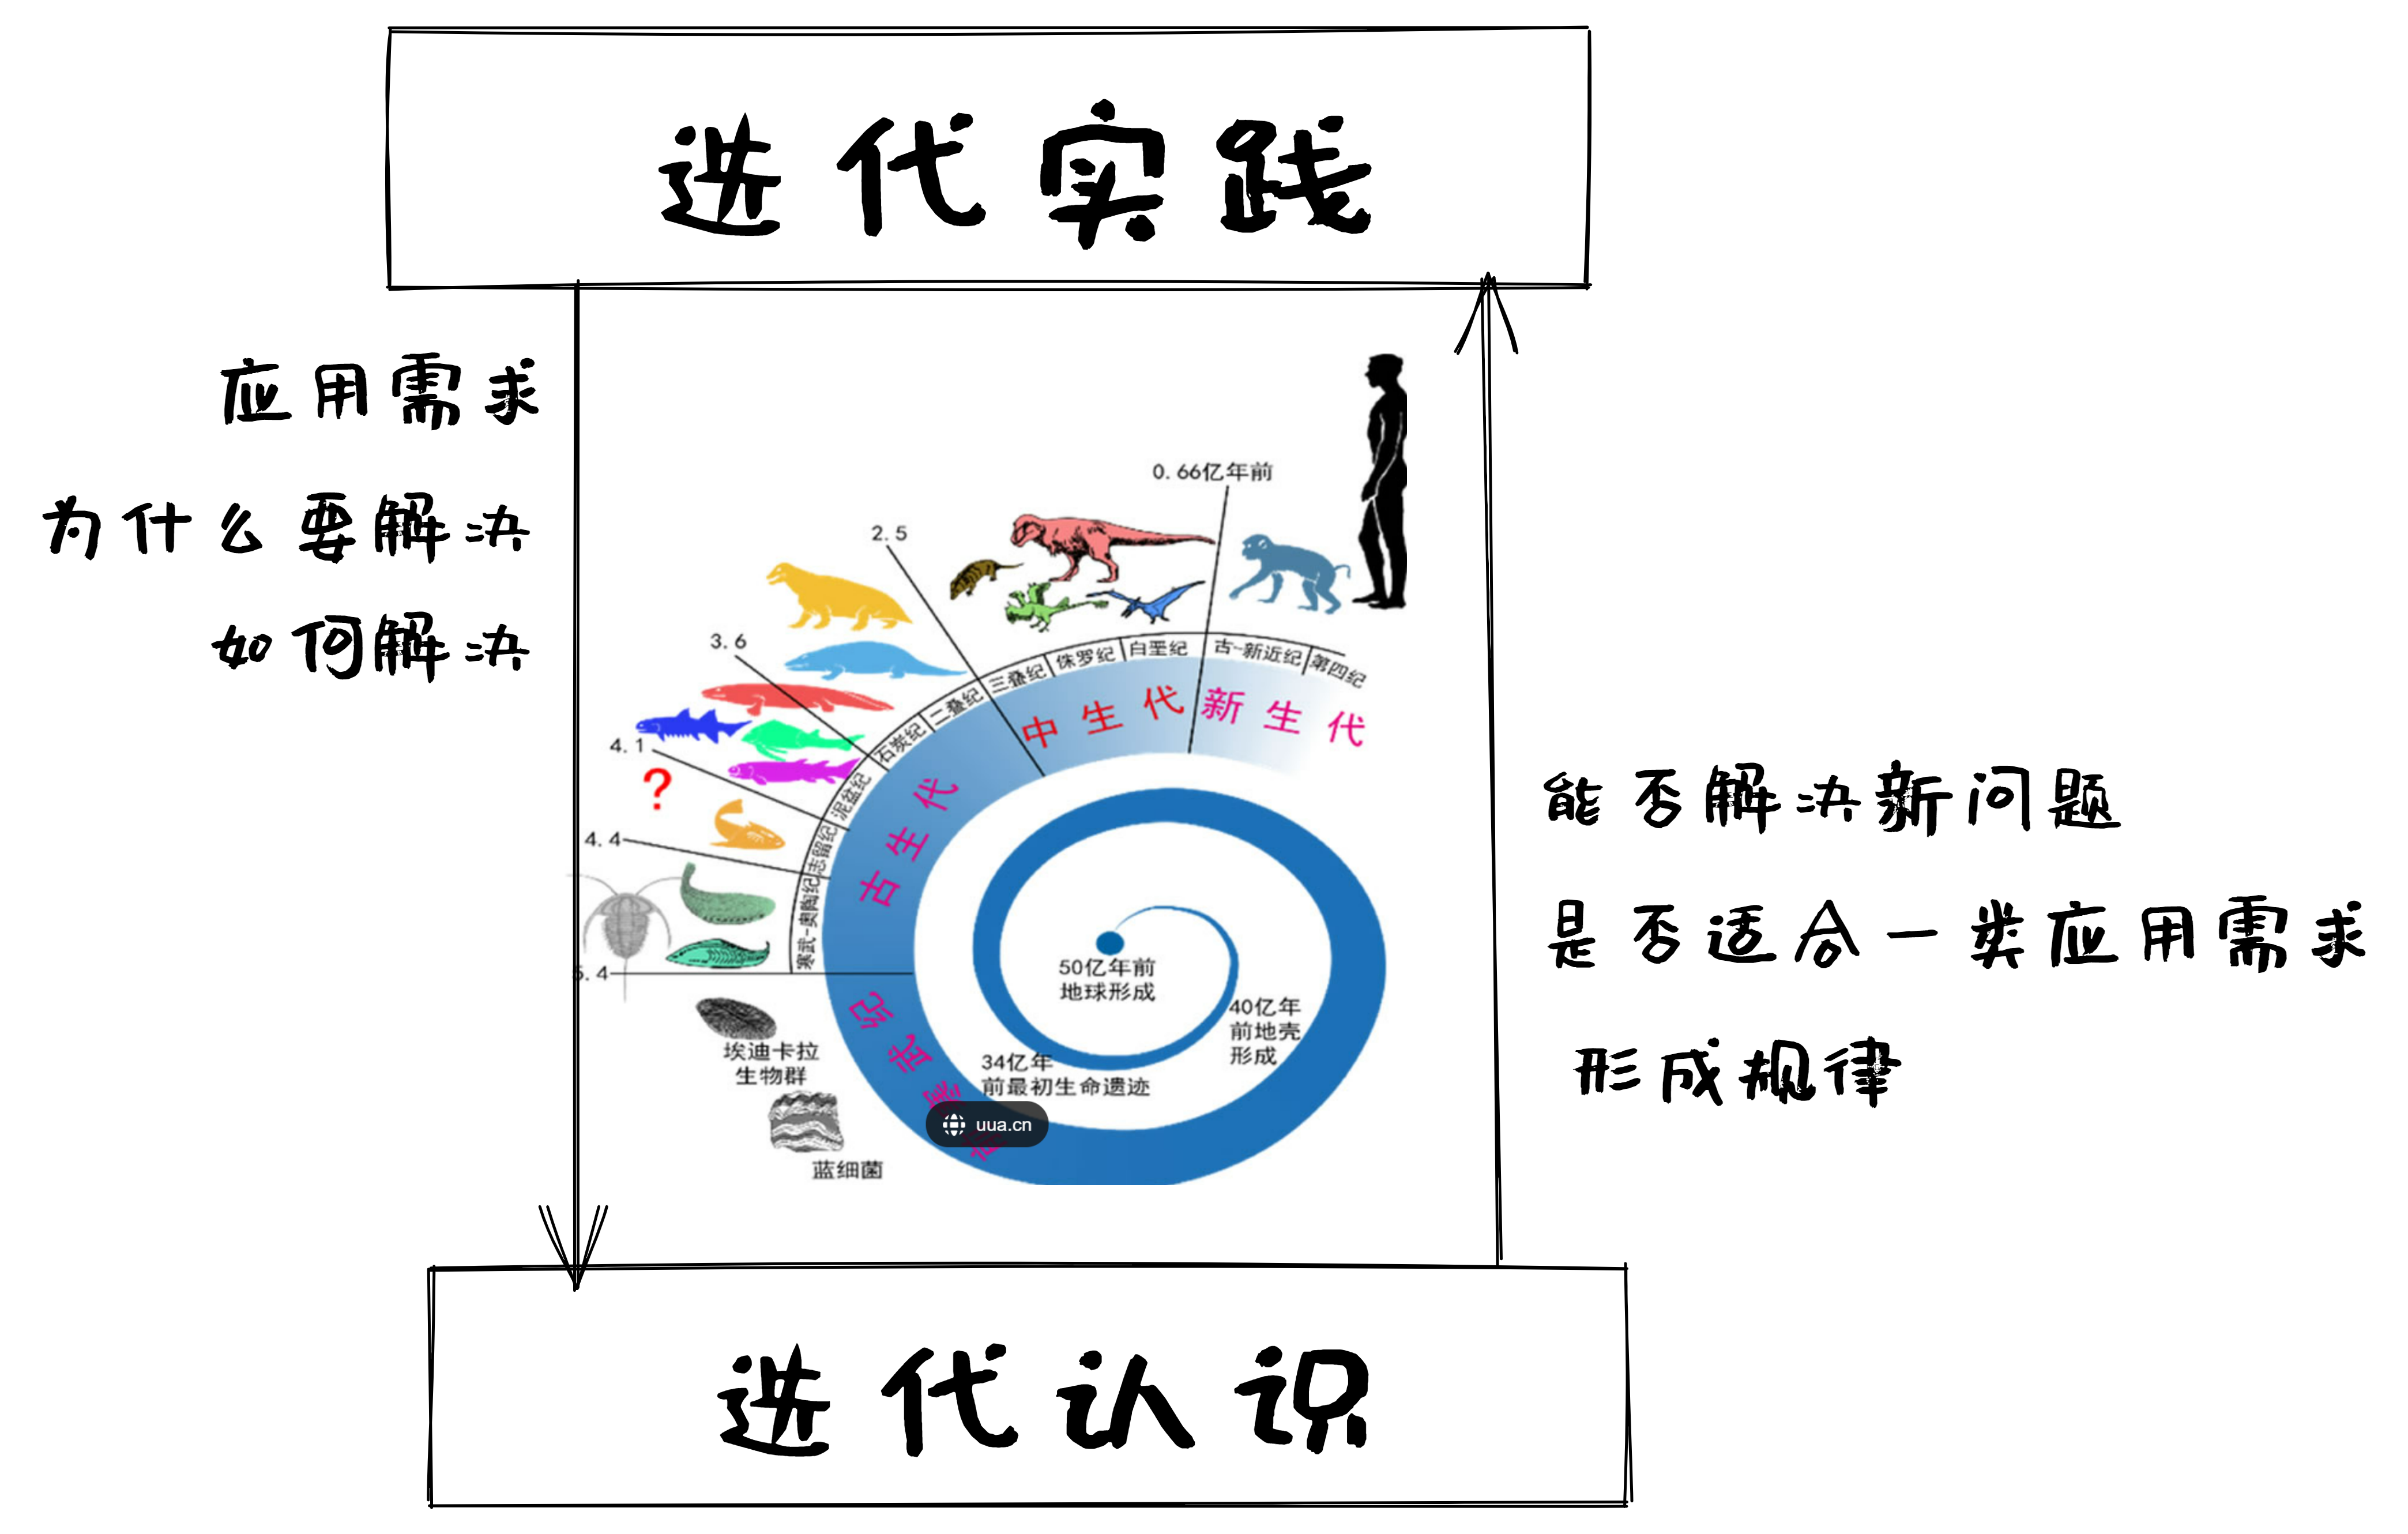 迭代实践
应用需求
为什么要解决
如何解决
0.66亿年前
2.5
3.6
4.1
?
4.4
5.4
寒武-奥陶纪
志留纪
泥盆纪
石炭纪
二叠纪
三叠纪
侏罗纪
白垩纪
古-新近纪
第四纪
前寒武纪
古生代
中生代
新生代
50亿年前
地球形成
40亿年
前地壳
形成
34亿年
前最初生命遗迹
埃迪卡拉
生物群
蓝细菌
uua.cn
能否解决新问题
是否适合一类应用需求
形成规律
迭代认识